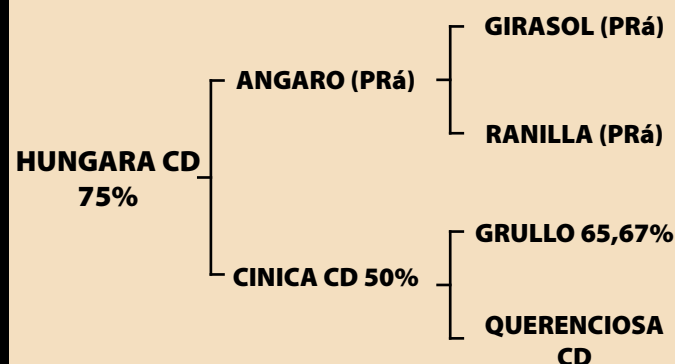 GIRASOL (PRá)
ANGARO (PRá)
RANILLA (PRá)
HUNGARA CD
75%
GRULLO 65,67%
CINICA CD 50%
QUERENCIOSA
CD